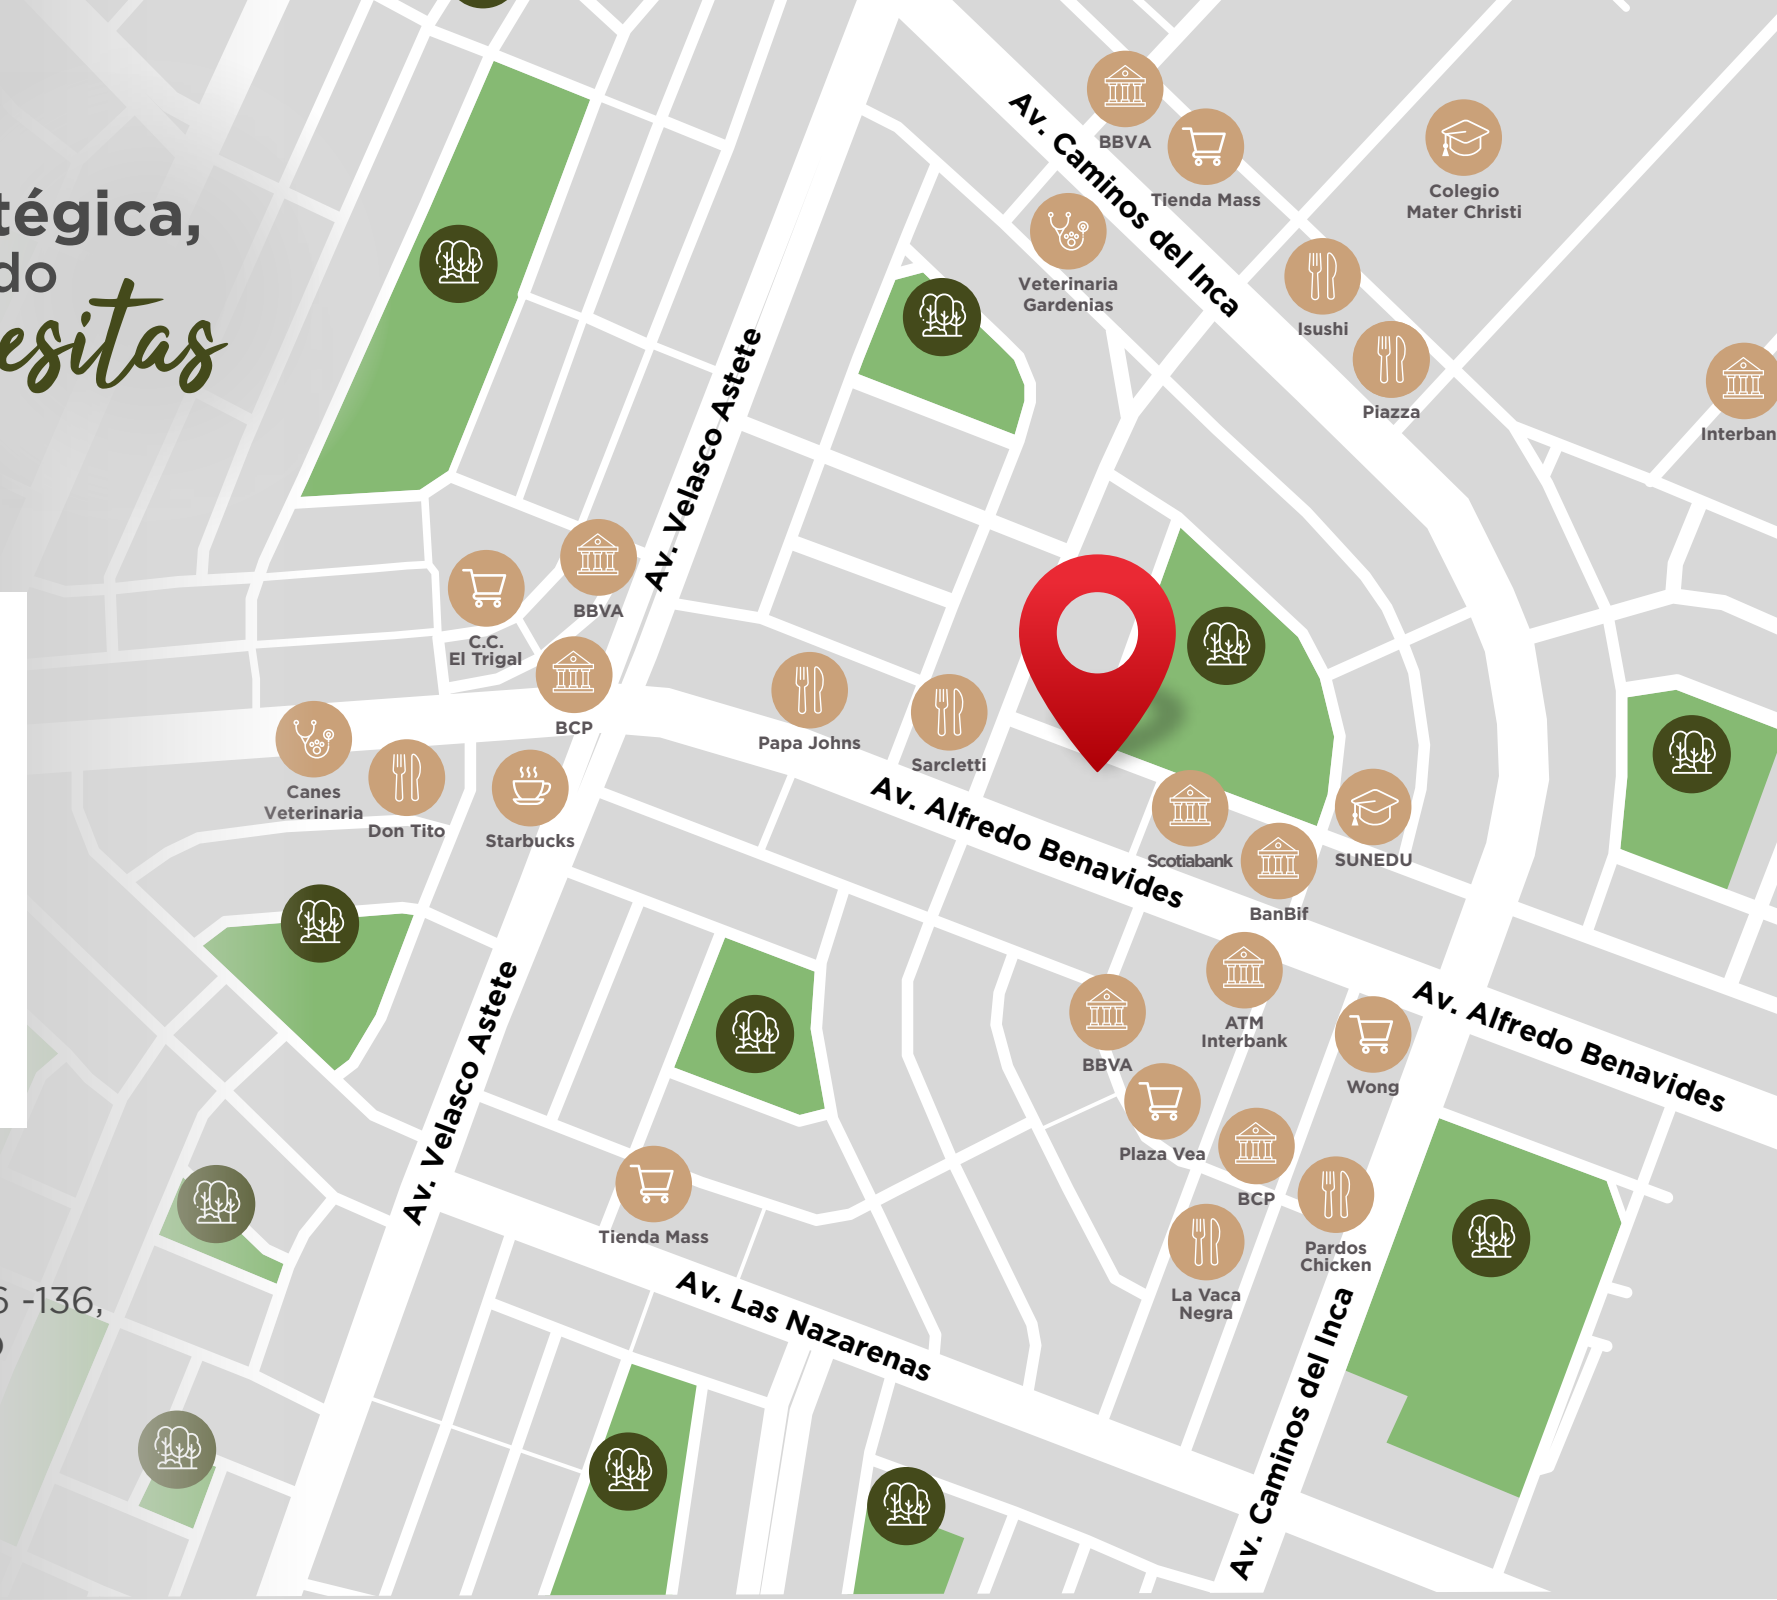 tégica,
do
esitas
6 -136,
BBVA
Tienda Mass
Colegio
Mater Christi
Av. Caminos del Inca
Veterinaria
Gardenias
Isushi
Piazza
Interban
Av. Velasco Astete
BBVA
C.C.
El Trigal
BCP
Papa Johns
Sarcletti
Canes
Veterinaria
Don Tito
Starbucks
Av. Alfredo Benavides
Scotiabank
SUNEDU
BanBif
Av. Velasco Astete
ATM
Interbank
BBVA
Wong
Av. Alfredo Benavides
Plaza Vea
BCP
Tienda Mass
Pardos
Chicken
La Vaca
Negra
Av. Las Nazarenas
Av. Caminos del Inca